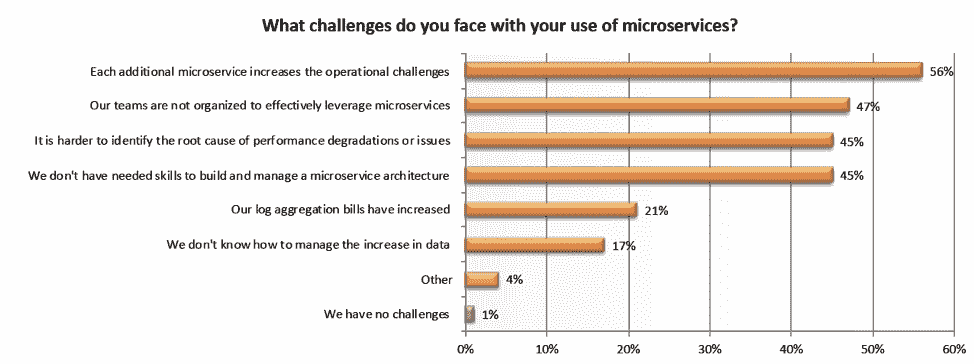 What challenges do you face with your use of microservices?
Each additional microservice increases the operational challenges
56%
Our teams are not organized to effectively leverage microservices
47%
It is harder to identify the root cause of performance degradations or issues
45%
We don't have needed skills to build and manage a microservice architecture
45%
Our log aggregation bills have increased
21%
We don't know how to manage the increase in data
17%
Other
4%
We have no challenges
1%
0% 10% 20% 30% 40% 50% 60%